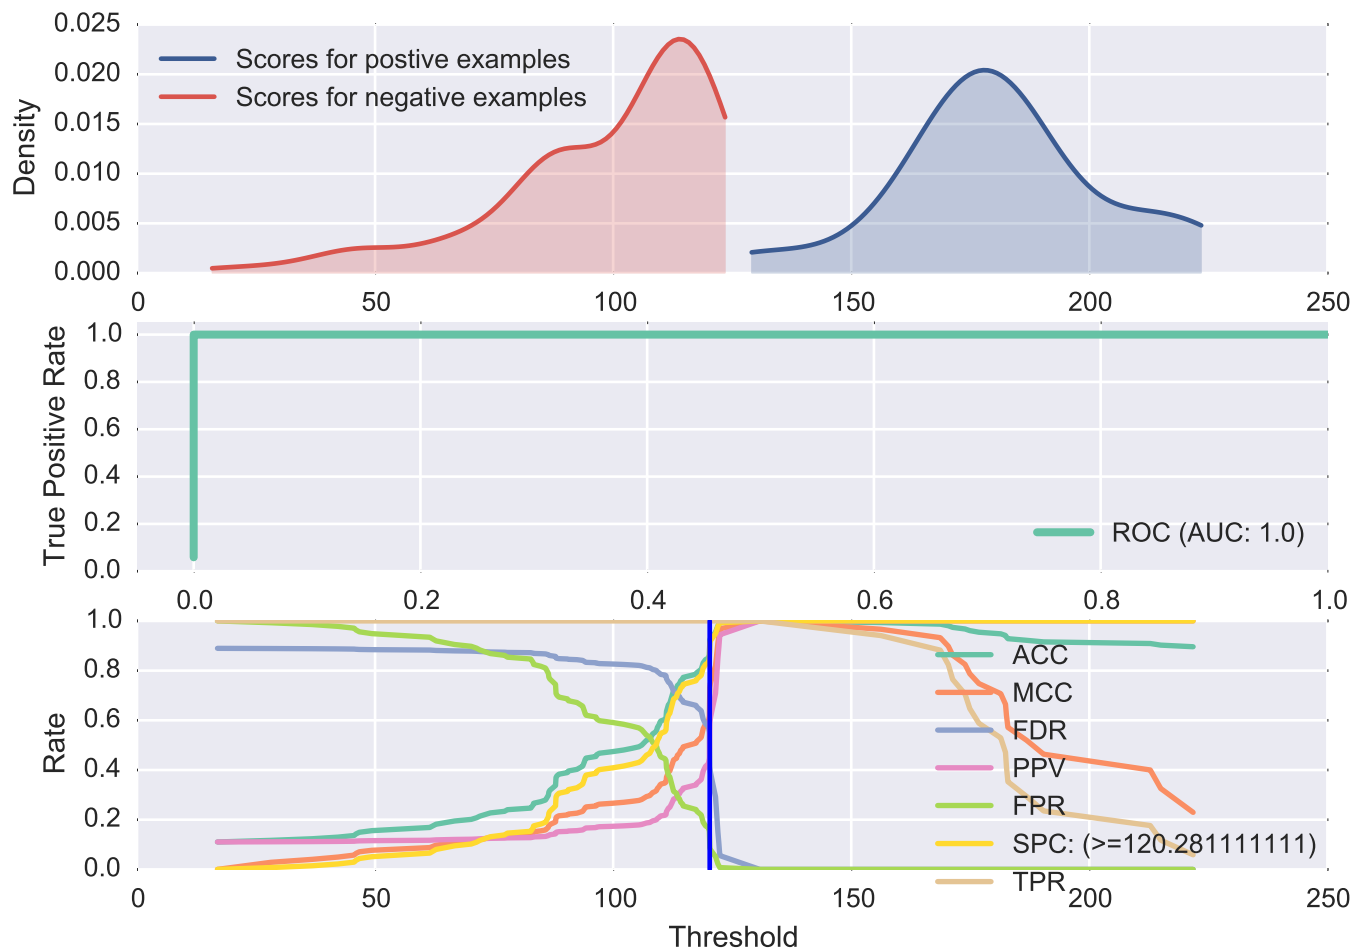 0.025
0.020
0.015
0.010
0.005
0.000
Density
Scores for postive examples
Scores for negative examples
0 50 100 150 200 250
1.0
0.8
0.6
0.4
0.2
0.0
True Positive Rate
ROC (AUC: 1.0)
0.0 0.2 0.4 0.6 0.8 1.0
1.0
0.8
0.6
0.4
0.2
0.0
Rate
ACC
MCC
FDR
PPV
FPR
SPC: (>=120.281111111)
TPR
0 50 100 150 200 250
Threshold